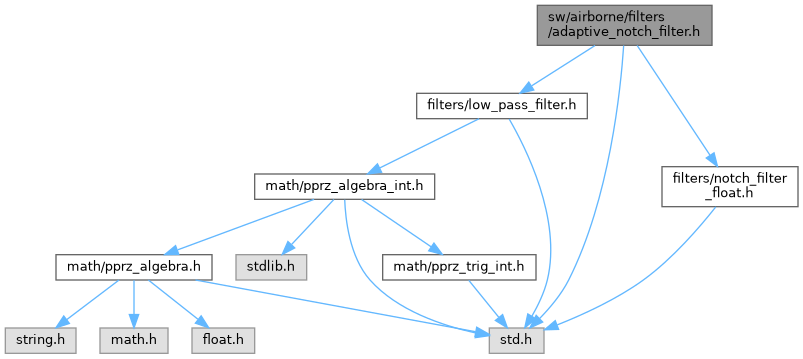 sw/airborne/filters
/adaptive_notch_filter.h
filters/low_pass_filter.h
filters/notch_filter
_float.h
math/pprz_algebra_int.h
math/pprz_algebra.h
stdlib.h
math/pprz_trig_int.h
string.h
math.h
float.h
std.h